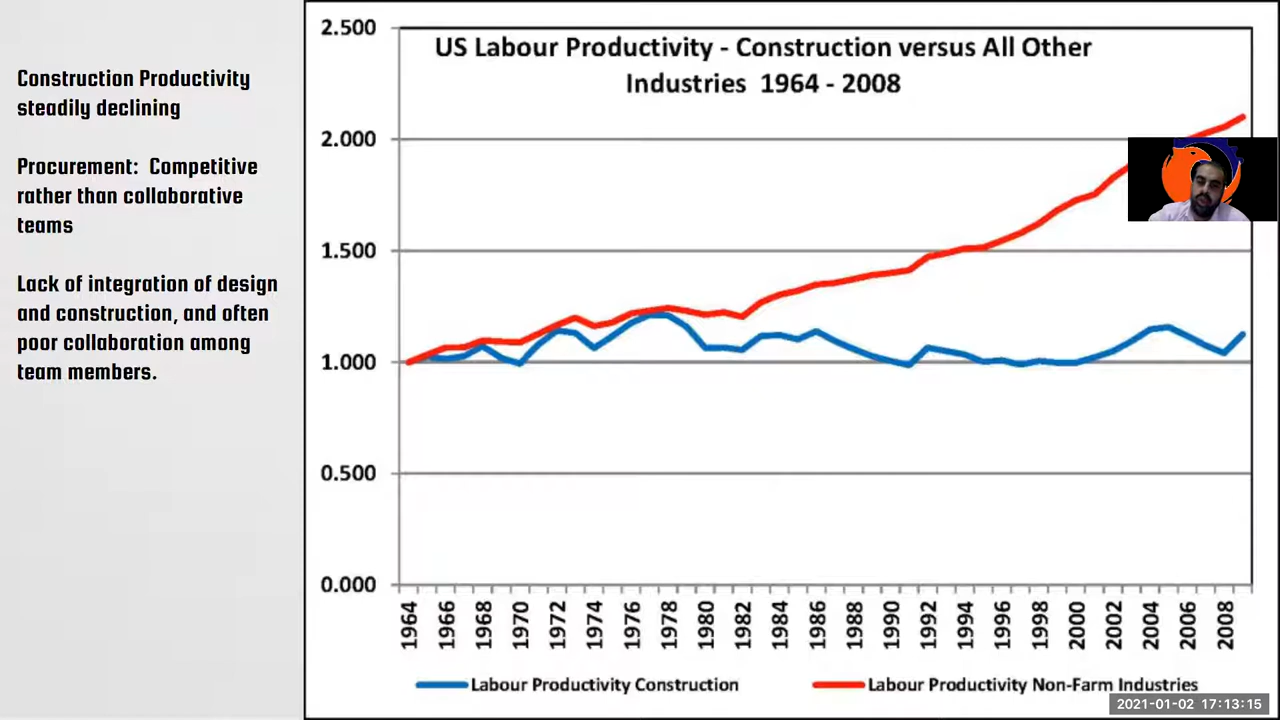 Construction Productivity
steadily declining
Procurement:  Competitive
rather than collaborative
teams
Lack of integration of design
and construction, and often
poor collaboration among
team members.
US Labour Productivity - Construction versus All Other
Industries  1964 - 2008
2.500
2.000
1.500
1.000
0.500
0.000
1964
1966
1968
1970
1972
1974
1976
1978
1980
1982
1984
1986
1988
1990
1992
1994
1996
1998
2000
2002
2004
2006
2008
Labour Productivity Construction
Labour Productivity Non-Farm Industries
2021-01-02  17:13:15